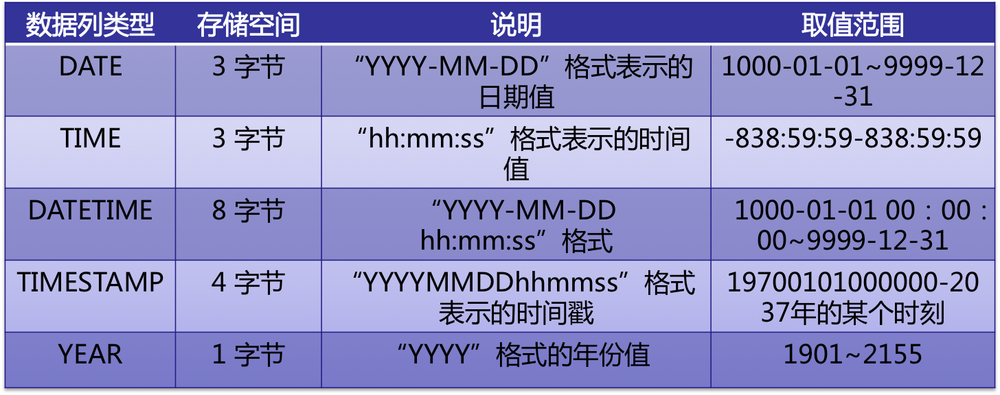 数据列类型 存储空间 说明 取值范围
DATE 3 字节 “YYYY-MM-DD”格式表示的 1000-01-01~9999-12
日期值 -31
TIME 3 字节 “hh:mm:ss”格式表示的时间 -838:59:59-838:59:59
值
DATETIME 8 字节 “YYYY-MM-DD 1000-01-01 00：00：
hh:mm:ss”格式 00~9999-12-31
TIMESTAMP 4 字节 “YYYYMMDDhhmmss”格式 19700101000000-20
表示的时间戳 37年的某个时刻
YEAR 1 字节 “YYYY”格式的年份值 1901~2155